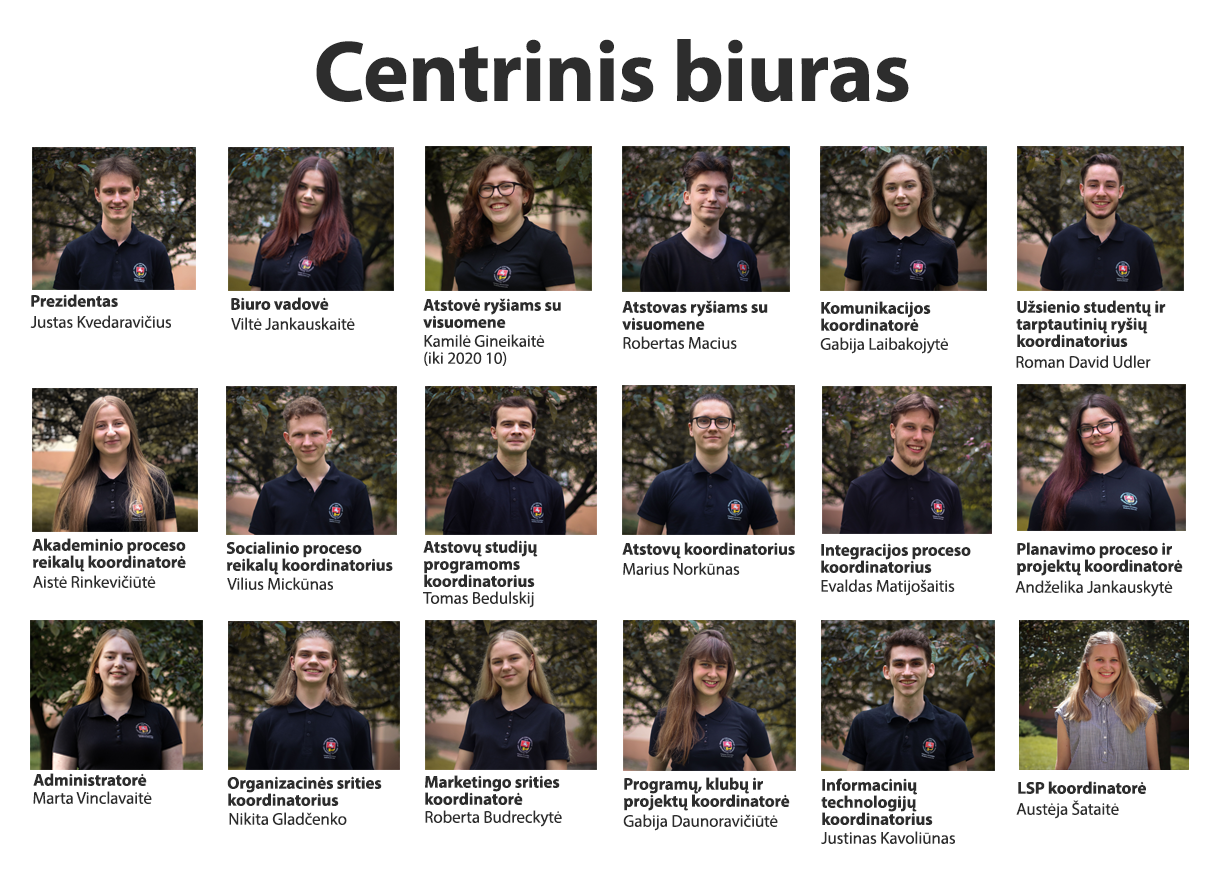 Centrinis biuras
Prezidentas
Justas Kvedaravičius
Biuro vadovė
Viltė Jankauskaitė
Atstovė ryšiams su
visuomene
Kamilė Gineikaitė
(iki 2020 10)
Atstovas ryšiams su
visuomene
Robertas Macius
Komunikacijos
koordinatorė
Gabija Laibakojytė
Užsienio studentų ir
tarptautinių ryšių
koordinatorius
Roman David Udler
Akademinio proceso
reikalų koordinatorė
Aistė Rinkevičiūtė
Socialinio proceso
reikalų koordinatorius
Vilius Mickūnas
Atstovų studijų
programoms
koordinatorius
Tomas Bedulskij
Atstovų koordinatorius
Marius Norkūnas
Integracijos proceso
koordinatorius
Evaldas Matijošaitis
Planavimo proceso ir
projektų koordinatorė
Andželika Jankauskytė
Administratorė
Marta Vinclavaitė
Organizacinės srities
koordinatorius
Nikita Gladčenko
Marketingo srities
koordinatorė
Roberta Budreckytė
Programų, klubų ir
projektų koordinatorė
Gabija Daunoravičiūtė
Informacinių
technologijų
koordinatorius
Justinas Kavoliūnas
LSP koordinatorė
Austėja Šataitė